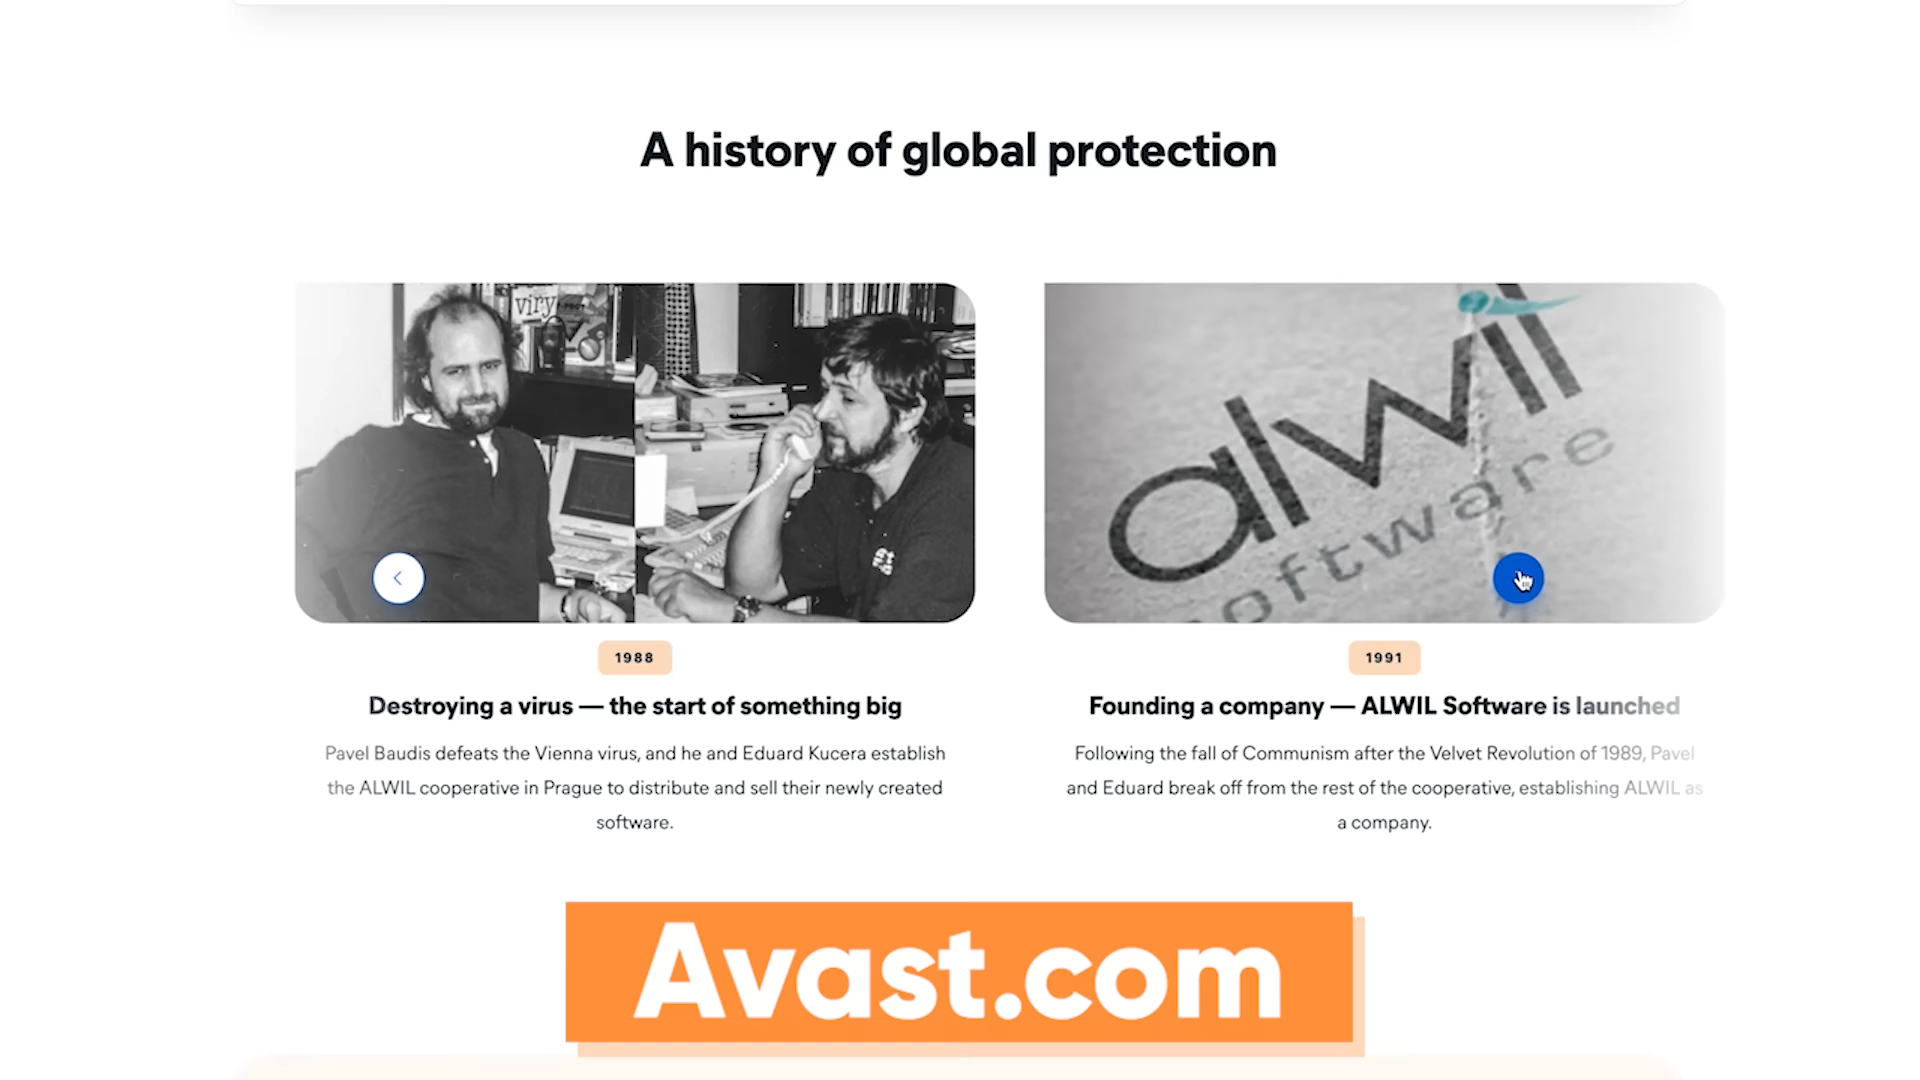 A history of global protection
viry
alwil
software
1988
1991
Destroying a virus — the start of something big
Founding a company — ALWIL Software is launched
Pavel Baudis defeats the Vienna virus, and he and Eduard Kucera establish
the ALWIL cooperative in Prague to distribute and sell their newly created
software.
Following the fall of Communism after the Velvet Revolution of 1989, Pavel
and Eduard break off from the rest of the cooperative, establishing ALWIL as
a company.
Avast.com